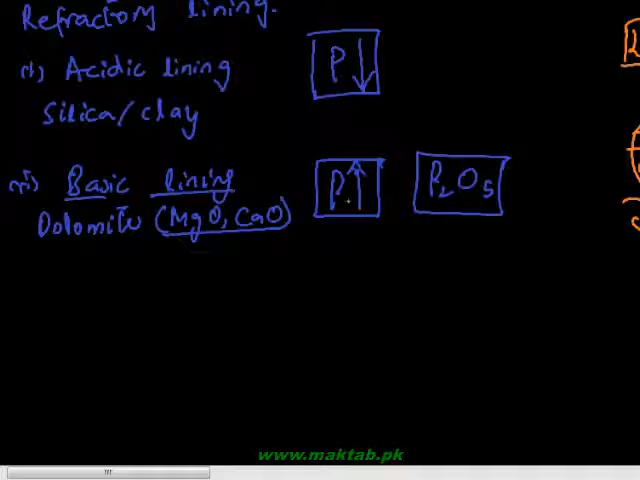 Refractory lining.
i) Acidic lining P↓
Silica/clay
ii) Basic lining P↑ P₂O₅
Dolomite (MgO, CaO)
www.maktab.pk